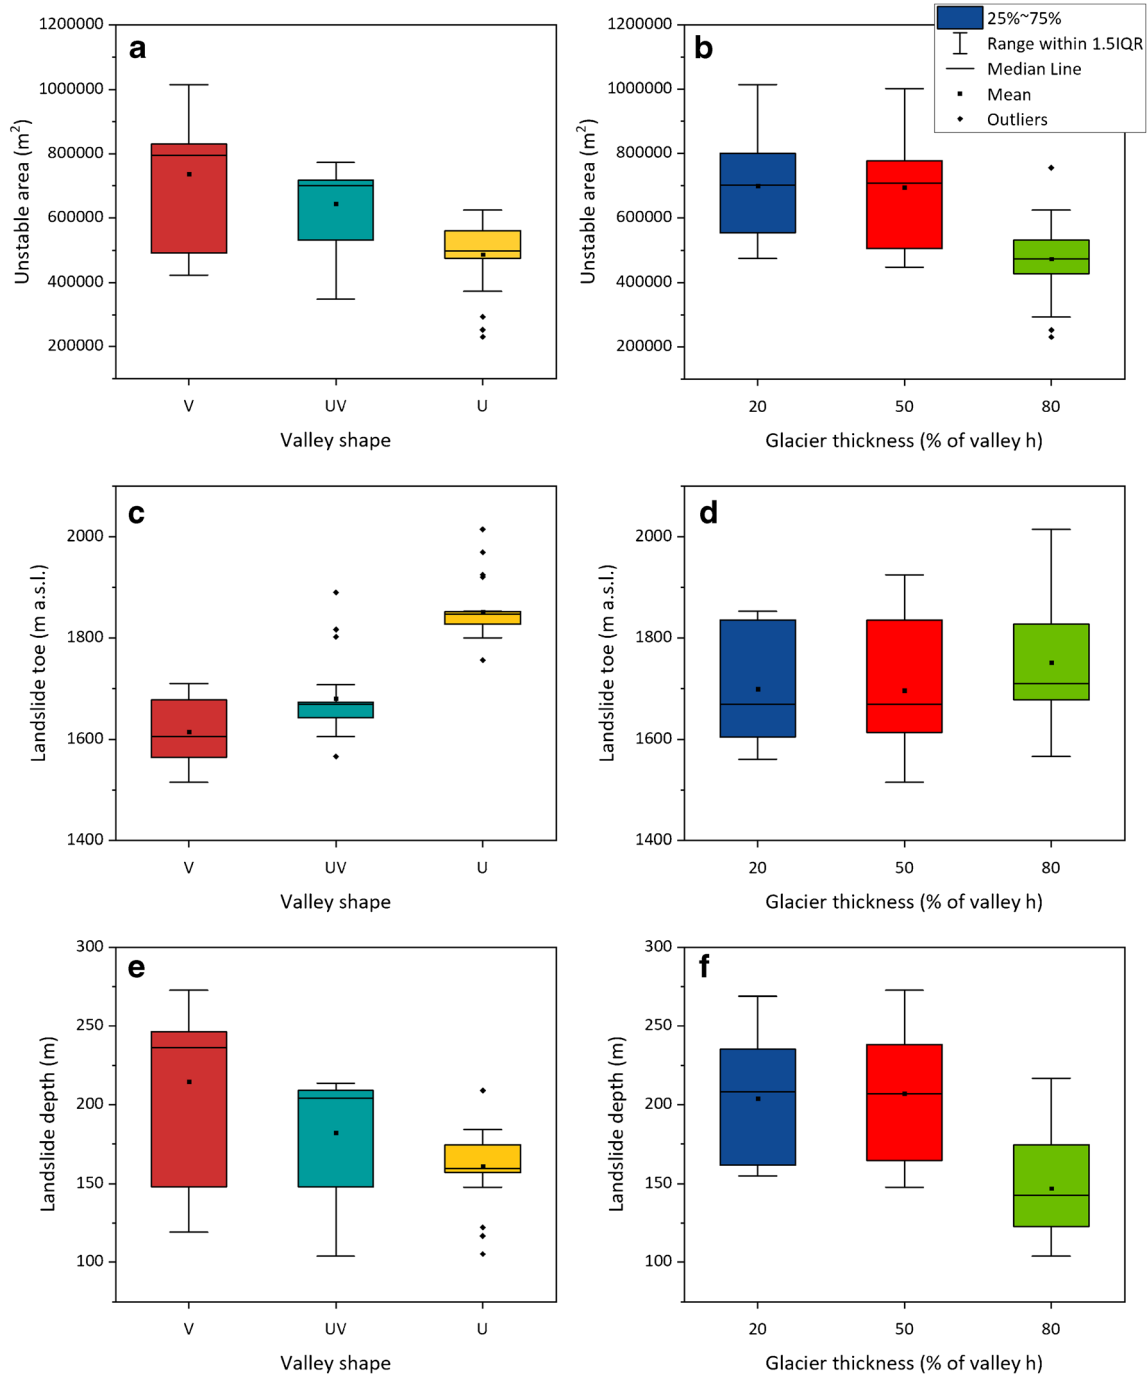 a
1200000
1000000
800000
600000
400000
200000
Unstable area (m²)
V UV U
Valley shape
b
1200000
1000000
800000
600000
400000
200000
Unstable area (m²)
20 50 80
Glacier thickness (% of valley h)
25%~75%
Range within 1.5IQR
Median Line
Mean
Outliers
c
2000
1800
1600
1400
Landslide toe (m a.s.l.)
V UV U
Valley shape
d
2000
1800
1600
1400
Landslide toe (m a.s.l.)
20 50 80
Glacier thickness (% of valley h)
e
300
250
200
150
100
Landslide depth (m)
V UV U
Valley shape
f
300
250
200
150
100
Landslide depth (m)
20 50 80
Glacier thickness (% of valley h)